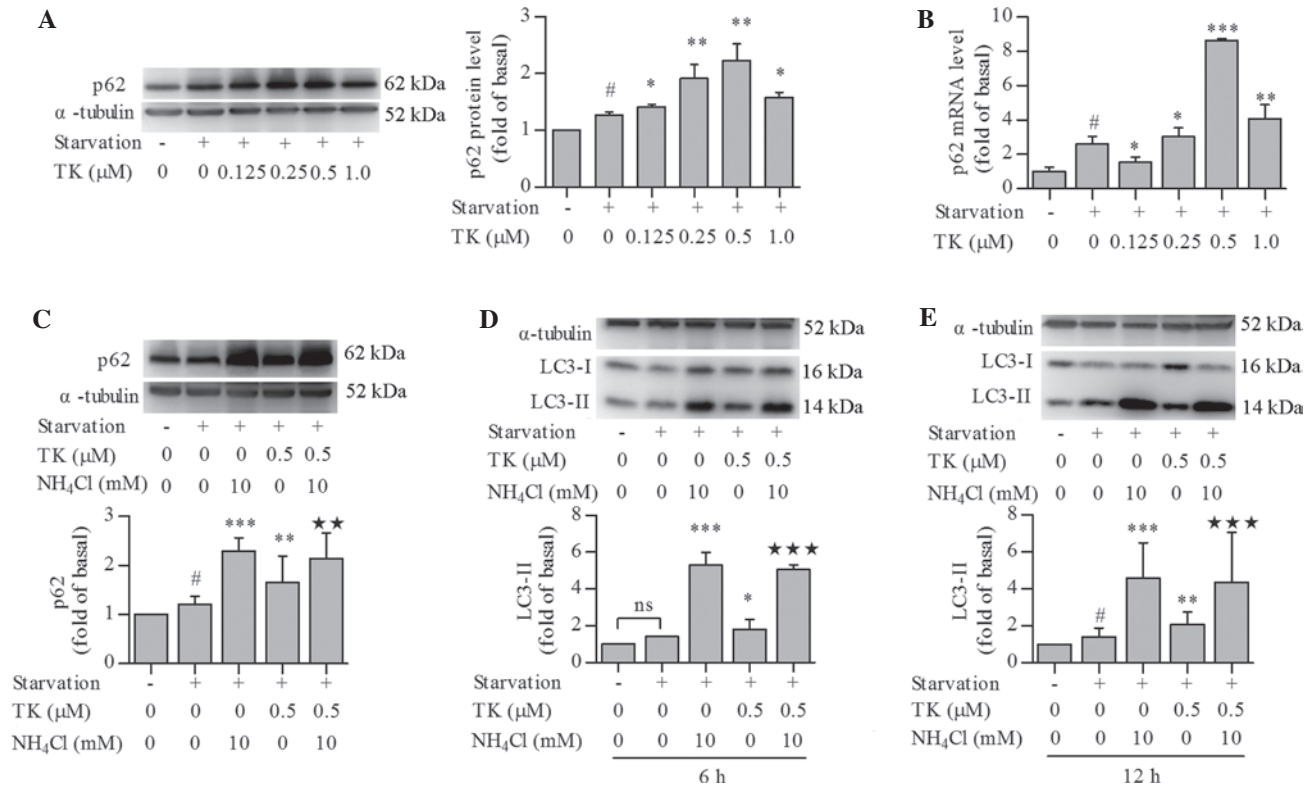 A
p62
62 kDa
α -tubulin
52 kDa
Starvation - + + + + +
TK (μM) 0 0 0.125 0.25 0.5 1.0
p62 protein level
(fold of basal)
3
2
1
0
# * ** ** *
Starvation - + + + + +
TK (μM) 0 0 0.125 0.25 0.5 1.0
B
p62 mRNA level
(fold of basal)
10
8
6
4
2
0
# * * *** **
Starvation - + + + + +
TK (μM) 0 0 0.125 0.25 0.5 1.0
C
p62
62 kDa
α -tubulin
52 kDa
Starvation - + + + +
TK (μM) 0 0 0 0.5 0.5
NH₄Cl (mM) 0 0 10 0 10
p62
(fold of basal)
3
2
1
0
# *** ** ★★
Starvation - + + + +
TK (μM) 0 0 0 0.5 0.5
NH₄Cl (mM) 0 0 10 0 10
D
α-tubulin
52 kDa
LC3-I
16 kDa
LC3-II
14 kDa
Starvation - + + + +
TK (μM) 0 0 0 0.5 0.5
NH₄Cl (mM) 0 0 10 0 10
LC3-II
(fold of basal)
8
6
4
2
0
ns *** * ★★★
Starvation - + + + +
TK (μM) 0 0 0 0.5 0.5
NH₄Cl (mM) 0 0 10 0 10
6 h
E
α -tubulin
52 kDa
LC3-I
16 kDa
LC3-II
14 kDa
Starvation - + + + +
TK (μM) 0 0 0 0.5 0.5
NH₄Cl (mM) 0 0 10 0 10
LC3-II
(fold of basal)
8
6
4
2
0
# *** ** ★★★
Starvation - + + + +
TK (μM) 0 0 0 0.5 0.5
NH₄Cl (mM) 0 0 10 0 10
12 h